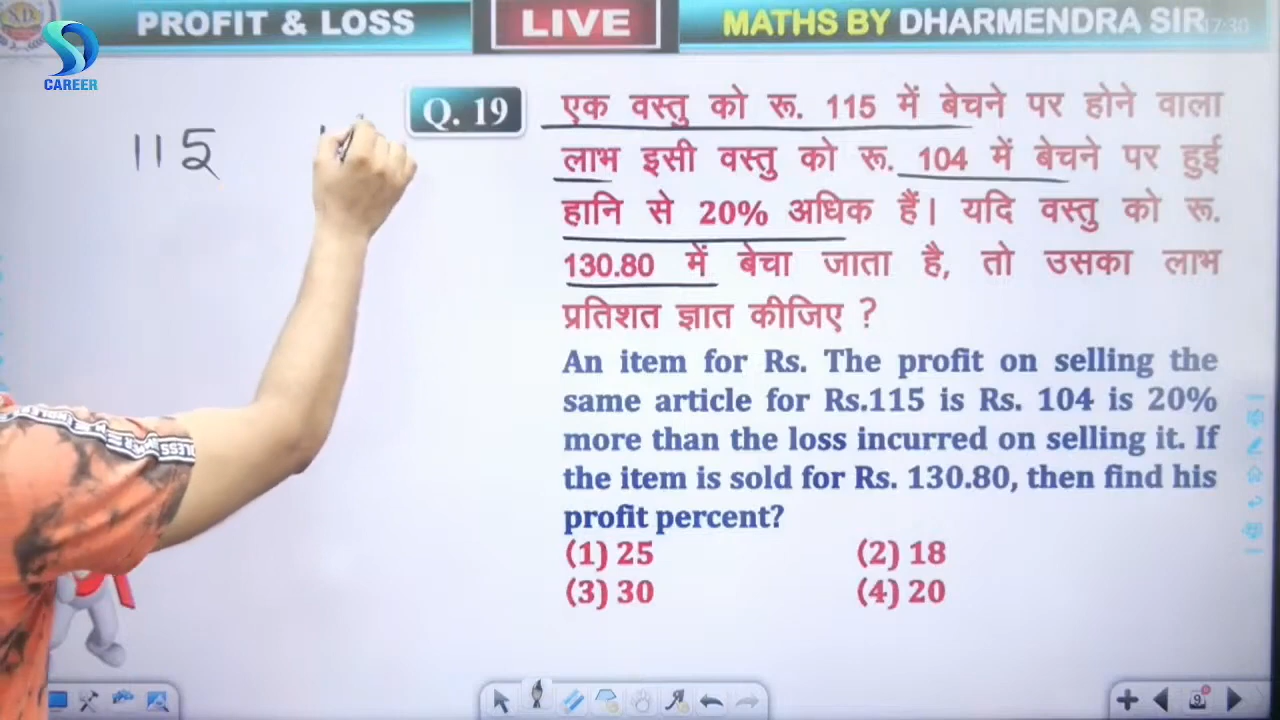 PROFIT & LOSS
LIVE
MATHS BY DHARMENDRA SIR
17:30
CAREER
115
Q. 19
एक वस्तु को रू. 115 में बेचने पर होने वाला
लाभ इसी वस्तु को रू. 104 में बेचने पर हुई
हानि से 20% अधिक हैं। यदि वस्तु को रू.
130.80 में बेचा जाता है, तो उसका लाभ
प्रतिशत ज्ञात कीजिए ?
An item for Rs. The profit on selling the
same article for Rs.115 is Rs. 104 is 20%
more than the loss incurred on selling it. If
the item is sold for Rs. 130.80, then find his
profit percent?
(1) 25 (2) 18
(3) 30 (4) 20
9